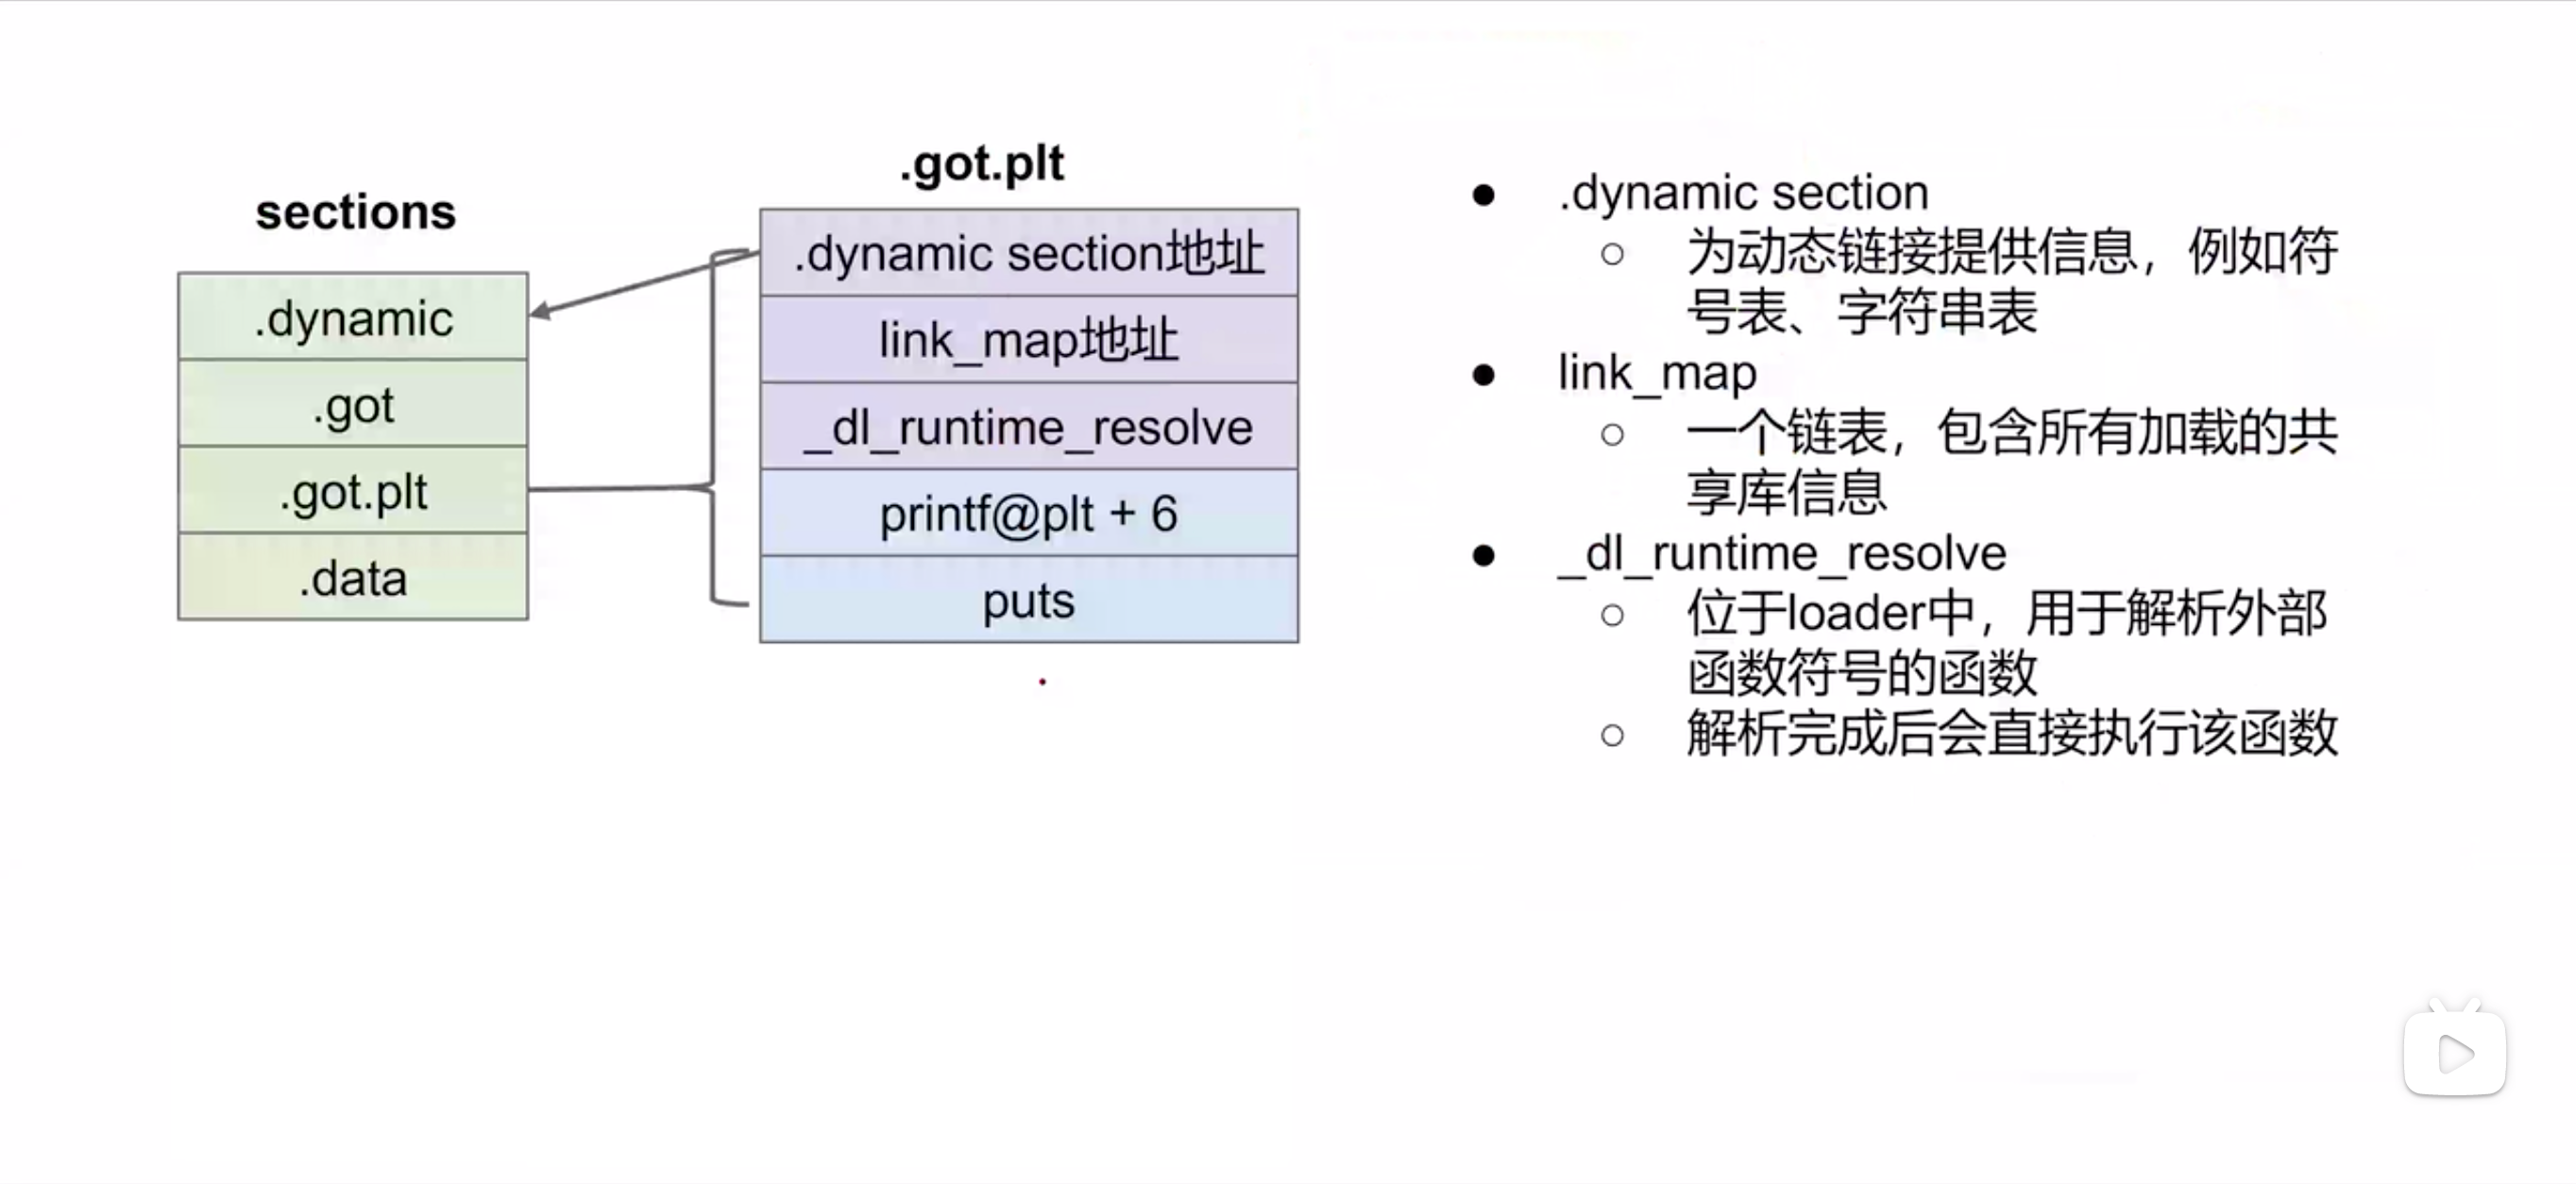 sections
.dynamic
.got
.got.plt
.data
.got.plt
.dynamic section地址
link_map地址
_dl_runtime_resolve
printf@plt + 6
puts
● .dynamic section
○ 为动态链接提供信息，例如符
号表、字符串表
● link_map
○ 一个链表，包含所有加载的共
享库信息
● _dl_runtime_resolve
○ 位于loader中，用于解析外部
函数符号的函数
○ 解析完成后会直接执行该函数